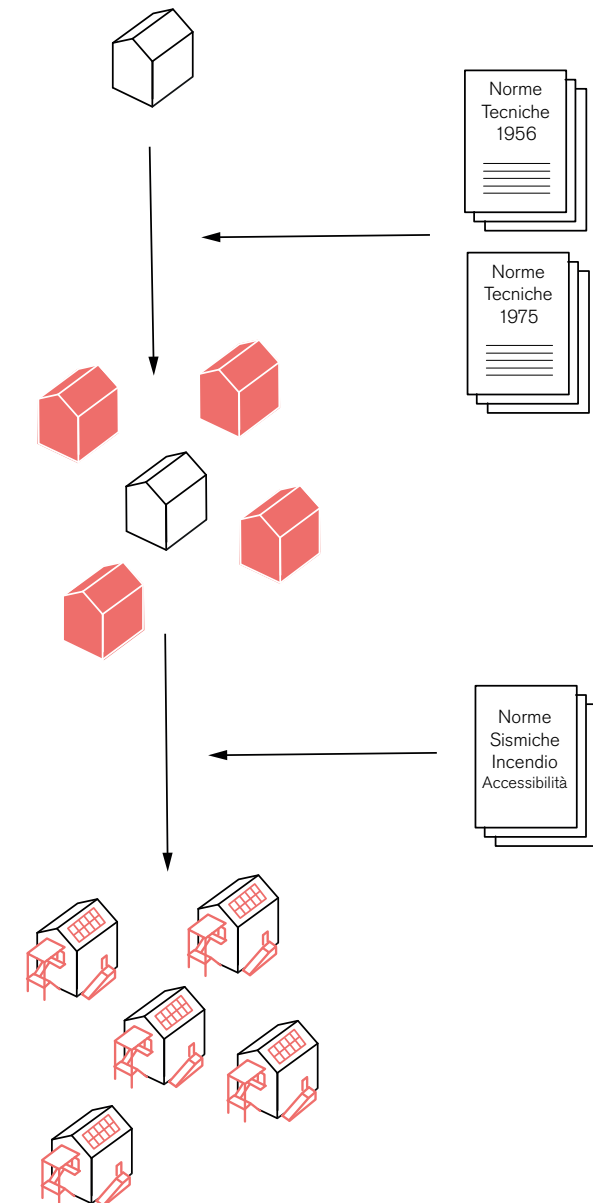 Norme
Tecniche
1956
Norme
Tecniche
1975
Norme
Sismiche
Incendio
Accessibilità